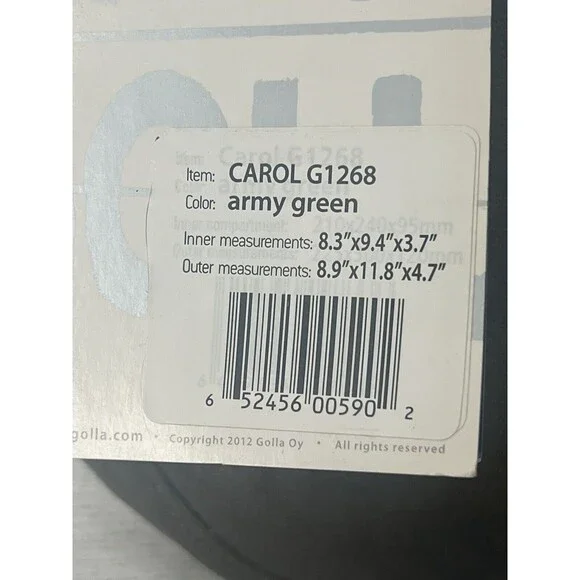 Item: CAROL G1268
Color: army green
Inner measurements: 8.3”x9.4”x3.7”
Outer measurements: 8.9”x11.8”x4.7”
6 52456 00590 2
golla.com • Copyright 2012 Golla Oy • All rights reserved